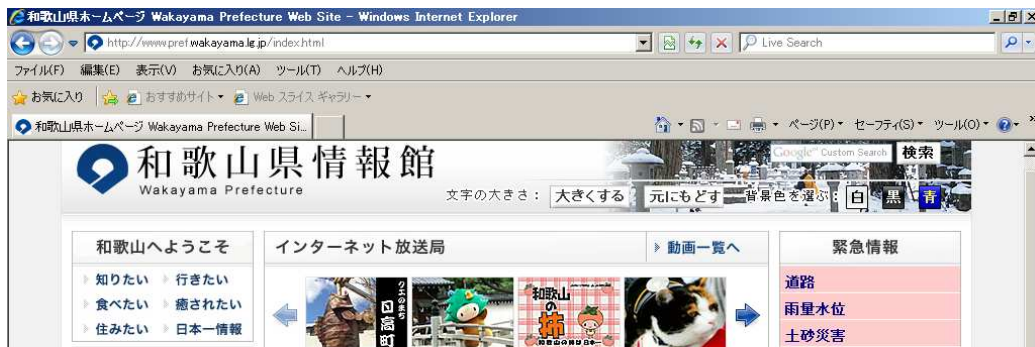 和歌山県ホームページ Wakayama Prefecture Web Site - Windows Internet Explorer
http://www.pref.wakayama.lg.jp/index.html
Live Search
ファイル(F) 編集(E) 表示(V) お気に入り(A) ツール(T) ヘルプ(H)
お気に入り おすすめサイト Web スライス ギャラリー
和歌山県ホームページ Wakayama Prefecture Web Si... ページ(P) セーフティ(S) ツール(O)
和歌山県情報館
Wakayama Prefecture
Google Custom Search 検索
文字の大きさ: 大きくする 元にもどす 背景色を選ぶ: 白 黒 青
和歌山へようこそ
知りたい 行きたい
食べたい 癒されたい
住みたい 日本一情報
インターネット放送局 動画一覧へ
クエのまち
日高町
和歌山の柿
緊急情報
道路
雨量水位
土砂災害